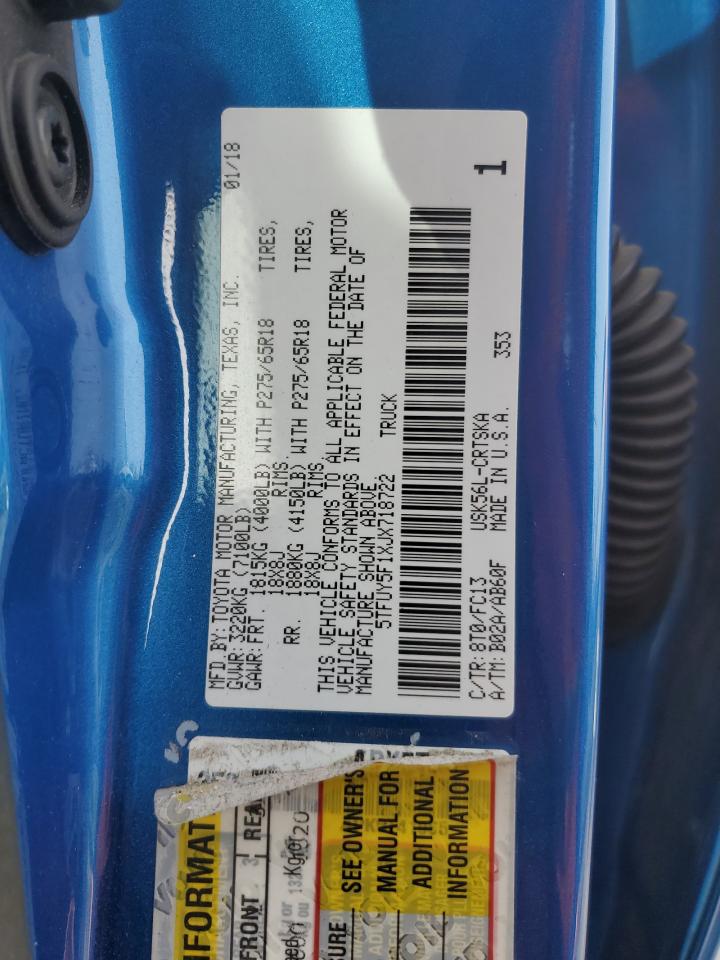 MFD.BY:TOYOTA MOTOR MANUFACTURING, TEXAS, INC. 01/18
GVWR: 3220KG (7100LB)
GAWR:FRT. 1815KG (4000LB) WITH P275/65R18 TIRES,
18X8J RIMS.
RR. 1880KG (4150LB) WITH P275/65R18 TIRES,
18X8J RIMS
THIS VEHICLE CONFORMS TO ALL APPLICABLE FEDERAL MOTOR
VEHICLE SAFETY STANDARDS IN EFFECT ON THE DATE OF
MANUFACTURE SHOWN ABOVE.
5TFUY5F1XJX718722 TRUCK
C/TR:8T0/FC13 USK56L-CRTSKA
A/TM:B02A/AB60F MADE IN U.S.A. 353
1
INFORMAT
FRONT 3 REA
SEE OWNER'S
MANUAL FOR
ADDITIONAL
INFORMATION